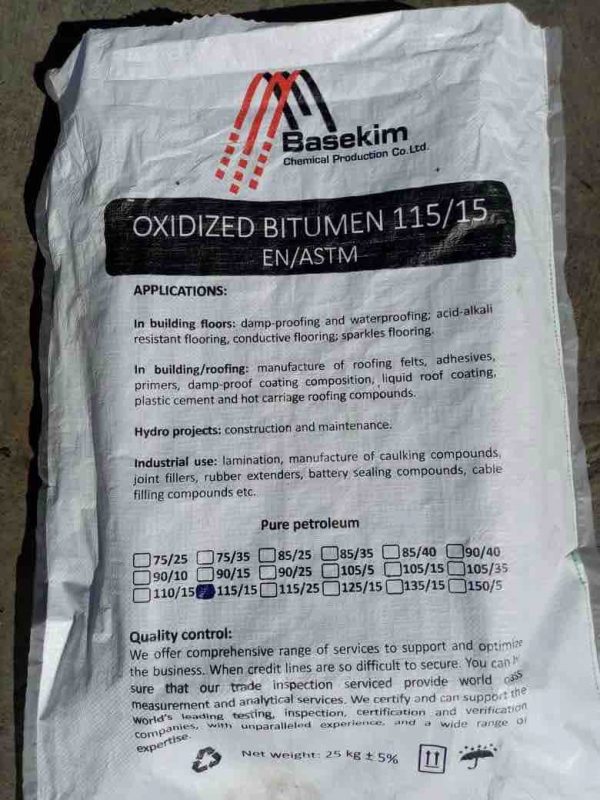 Basekim
Chemical Production Co.Ltd.
OXIDIZED BITUMEN 115/15
EN/ASTM
APPLICATIONS:
In building floors: damp-proofing and waterproofing; acid-alkali
resistant flooring, conductive flooring; sparkles flooring.
In building/roofing: manufacture of roofing felts, adhesives,
primers, damp-proof coating composition, liquid roof coating,
plastic cement and hot carriage roofing compounds.
Hydro projects: construction and maintenance.
Industrial use: lamination, manufacture of caulking compounds,
joint fillers, rubber extenders, battery sealing compounds, cable
filling compounds etc.
Pure petroleum
75/25 75/35 85/25 85/35 85/40 90/40
90/10 90/15 90/25 105/5 105/15 105/35
110/15 115/15 115/25 125/15 135/15 150/5
Quality control:
We offer comprehensive range of services to support and optimize
the business. When credit lines are so difficult to secure. You can
sure that our trade inspection serviced provide world
measurement and analytical services. We certify and can support the
World's leading testing, inspection, certification and verification
companies, with unparalleled experience, and a wide range of
expertise.
Net Weight: 25 kg ± 5%